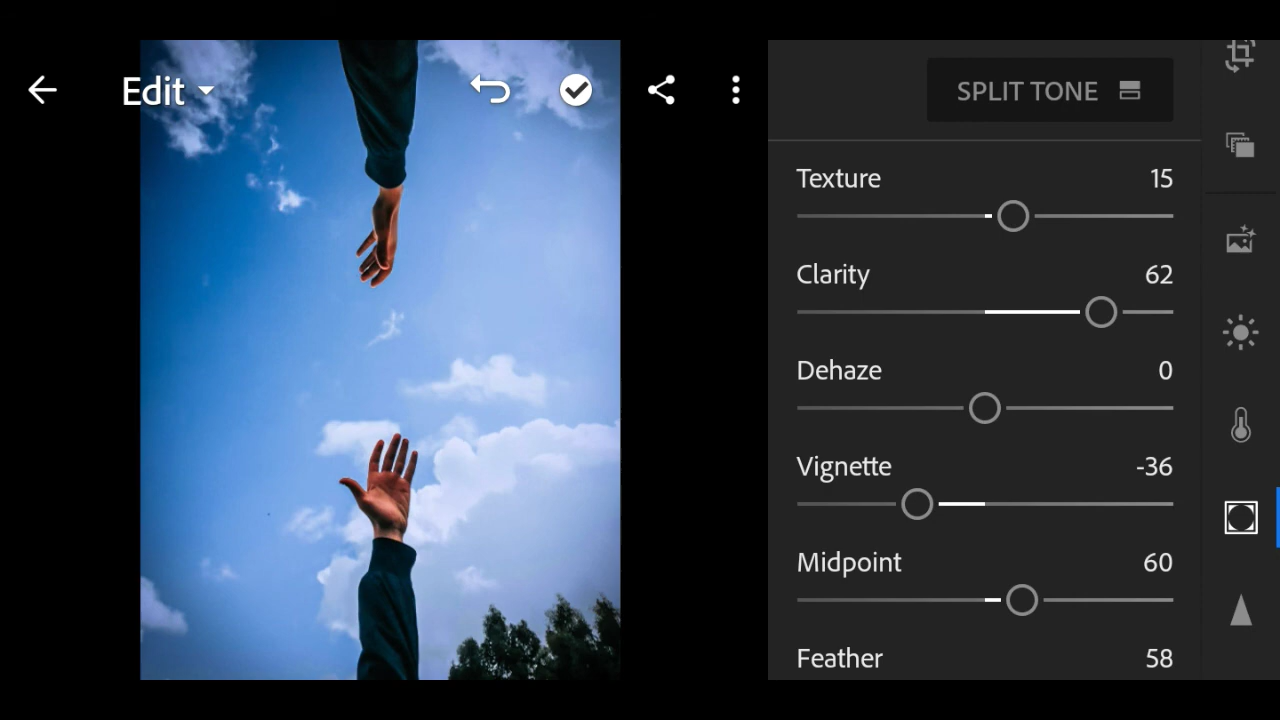 Edit
SPLIT TONE
Texture 15
Clarity 62
Dehaze 0
Vignette -36
Midpoint 60
Feather 58